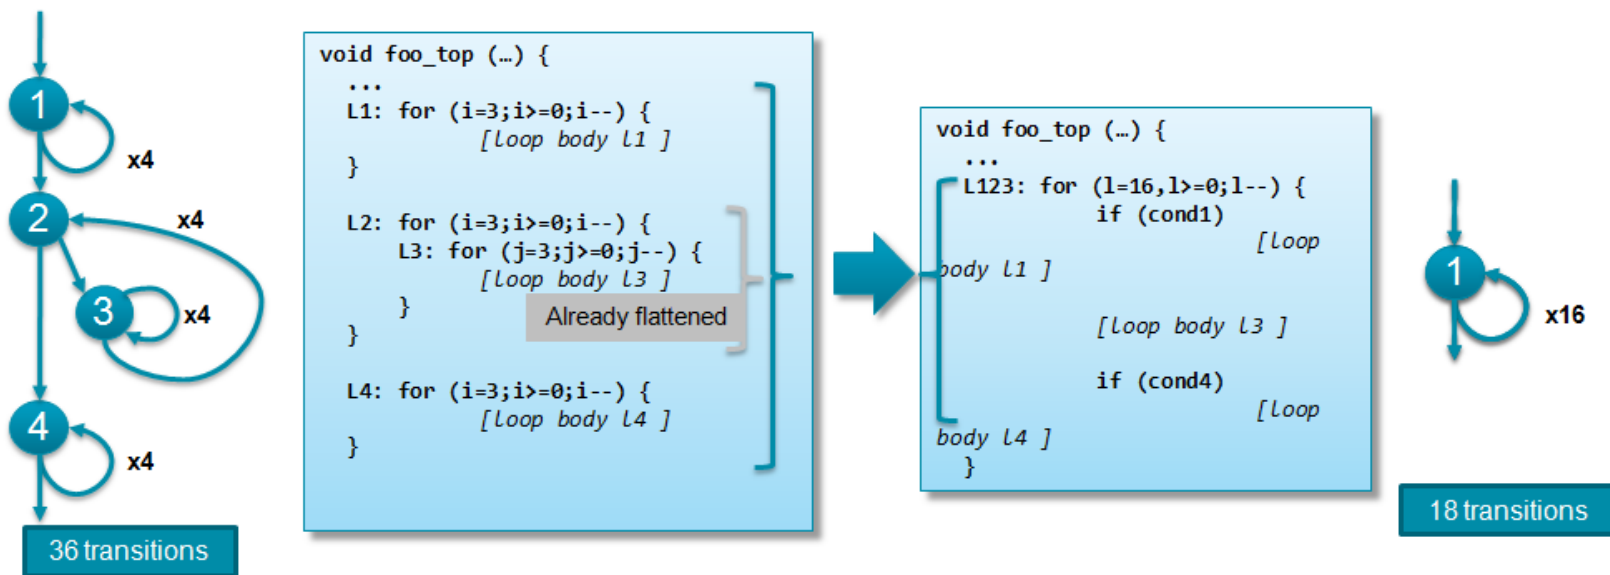 1
x4
2
x4
3
x4
4
x4
36 transitions
void foo_top (…) {
...
L1: for (i=3;i>=0;i--) {
[loop body l1 ]
}
L2: for (i=3;i>=0;i--) {
L3: for (j=3;j>=0;j--) {
[loop body l3 ]
}
Already flattened
}
L4: for (i=3;i>=0;i--) {
[loop body l4 ]
}
void foo_top (…) {
...
L123: for (l=16,l>=0;l--) {
if (cond1)
[loop
body l1 ]
[loop body l3 ]
if (cond4)
[loop
body l4 ]
}
1
x16
18 transitions